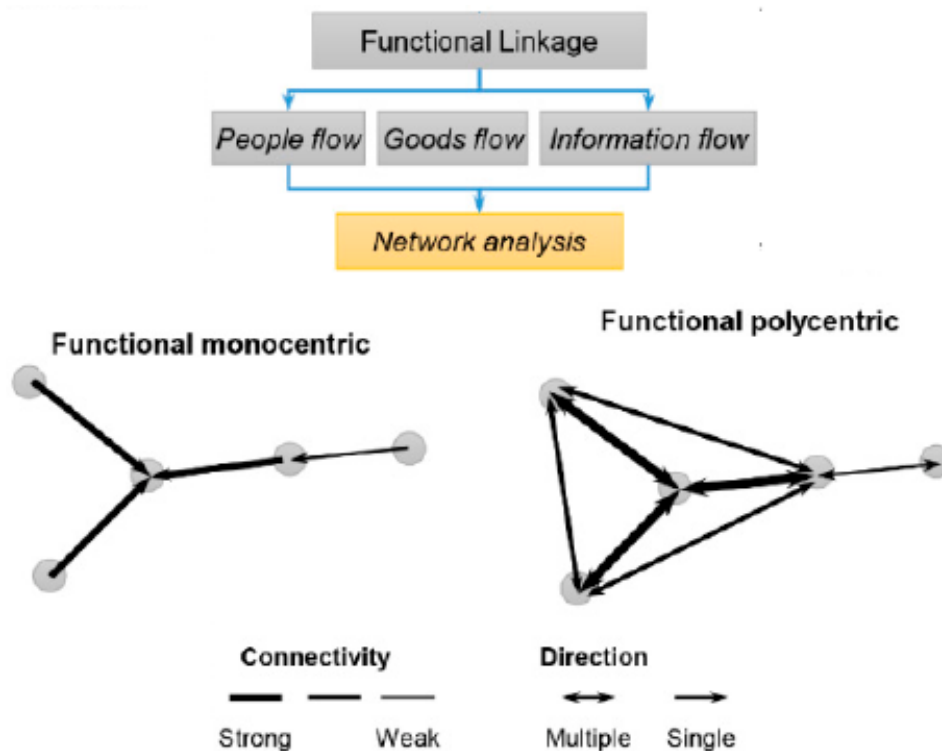 Functional Linkage
People flow
Goods flow
Information flow
Network analysis
Functional monocentric
Functional polycentric
Connectivity
Direction
Strong
Weak
Multiple
Single